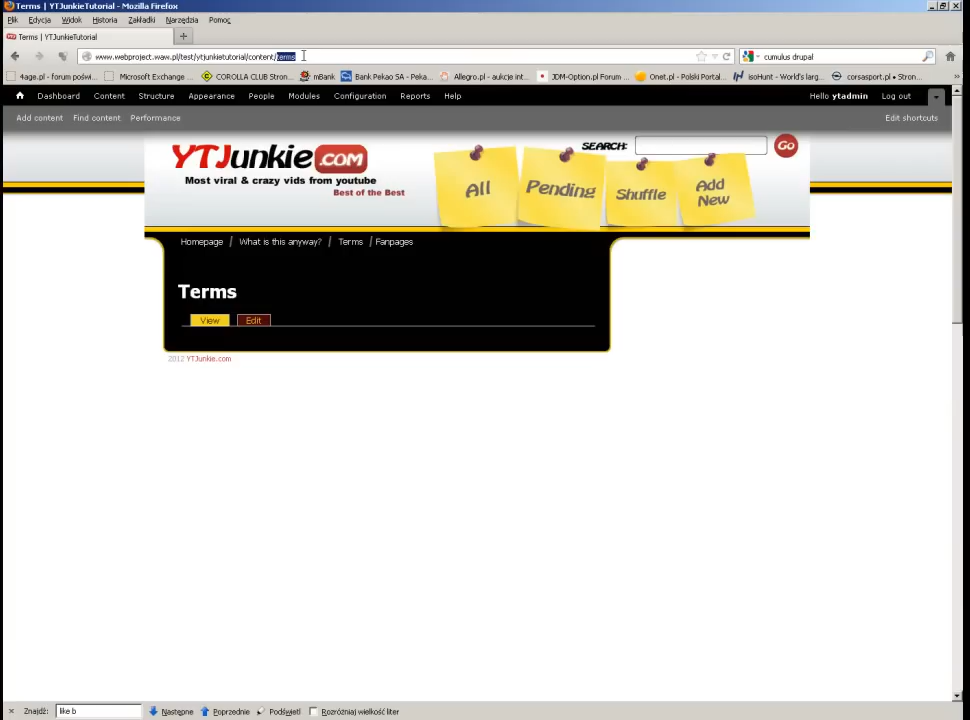 Terms | YTJunkieTutorial - Mozilla Firefox
Plik Edycja Widok Historia Zakładki Narzędzia Pomoc
Terms | YTJunkieTutorial
www.webproject.waw.pl/test/ytjunkietutorial/content/terms
cumulus drupal
4age.pl - forum poświ... Microsoft Exchange ... COROLLA CLUB Stron... mBank Bank Pekao SA - Peka... Allegro.pl - aukcje int... JDM-Option.pl Forum ... Onet.pl - Polski Portal... isoHunt - World's larg... corsasport.pl • Stron...
Dashboard Content Structure Appearance People Modules Configuration Reports Help Hello ytadmin Log out
Add content Find content Performance Edit shortcuts
SEARCH: Go
YTJunkie.COM
Most viral & crazy vids from youtube
Best of the Best
All Pending Shuffle Add New
Homepage / What is this anyway? / Terms / Fanpages
Terms
View Edit
2012 YTJunkie.com
Znajdź: like b Następne Poprzednie Podświetl Rozróżniaj wielkość liter